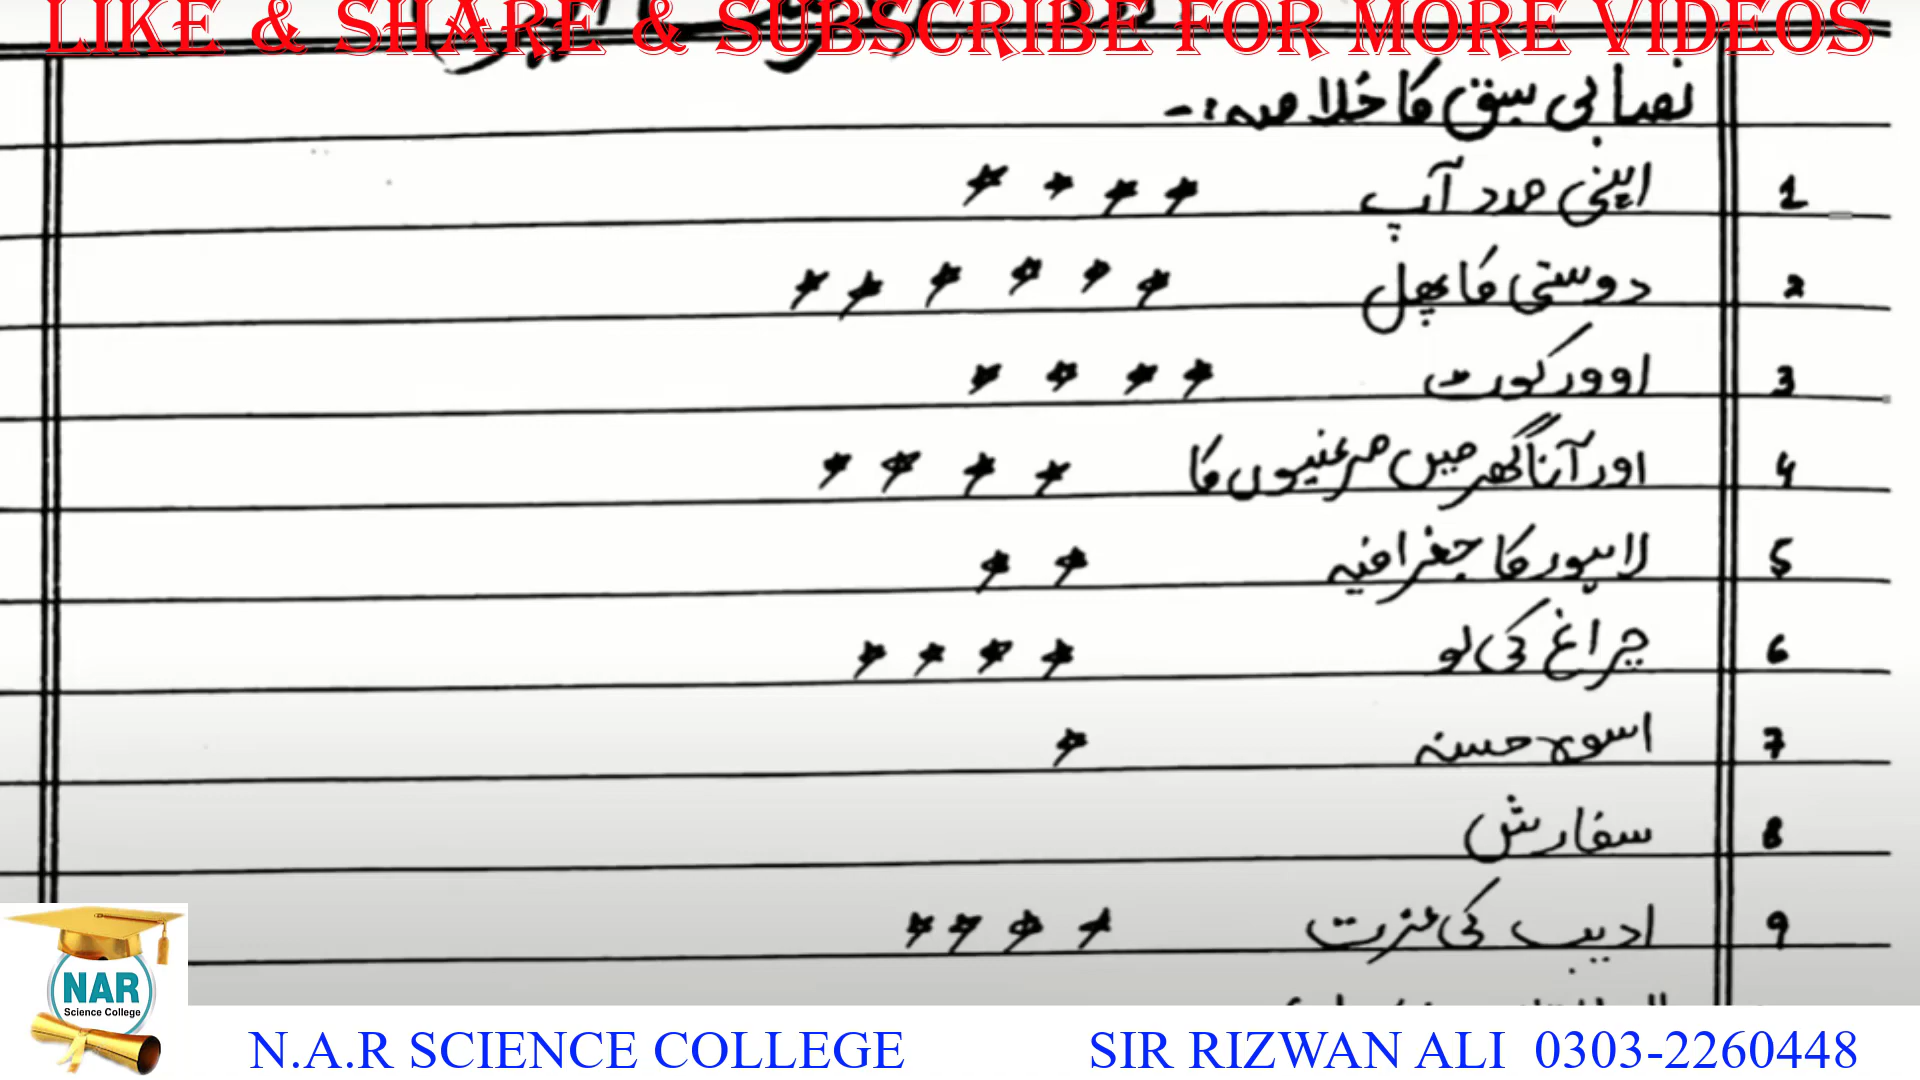 LIKE & SHARE & SUBSCRIBE FOR MORE VIDEOS
نصابی سبق کا خلاصہ:-
1 اپنی مدد آپ ★ ★ ★ ★
2 دوستی کا پھل ★ ★ ★ ★ ★ ★
3 اوورکوٹ ★ ★ ★ ★
4 اور آنا گھر میں مرغیوں کا ★ ★ ★ ★
5 لاہور کا جغرافیہ ★ ★
6 چراغ کی لو ★ ★ ★ ★
7 اسوہ حسنہ ★
8 سفارش
9 ادیب کی عزت ★ ★ ★ ★
NAR
Science College
N.A.R SCIENCE COLLEGE SIR RIZWAN ALI 0303-2260448